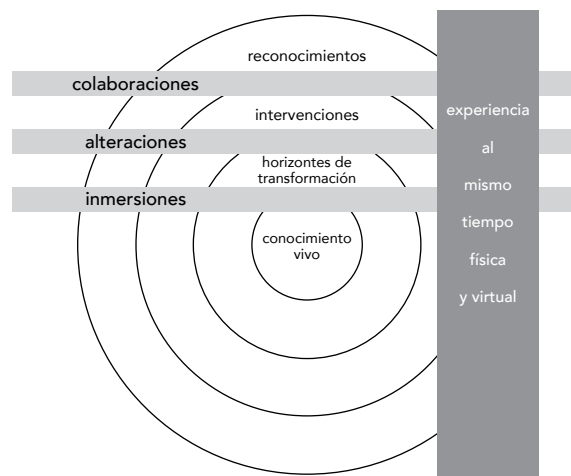 reconocimientos
colaboraciones
intervenciones
experiencia
alteraciones
al
horizontes de
transformación
mismo
inmersiones
tiempo
conocimiento
vivo
física
y virtual